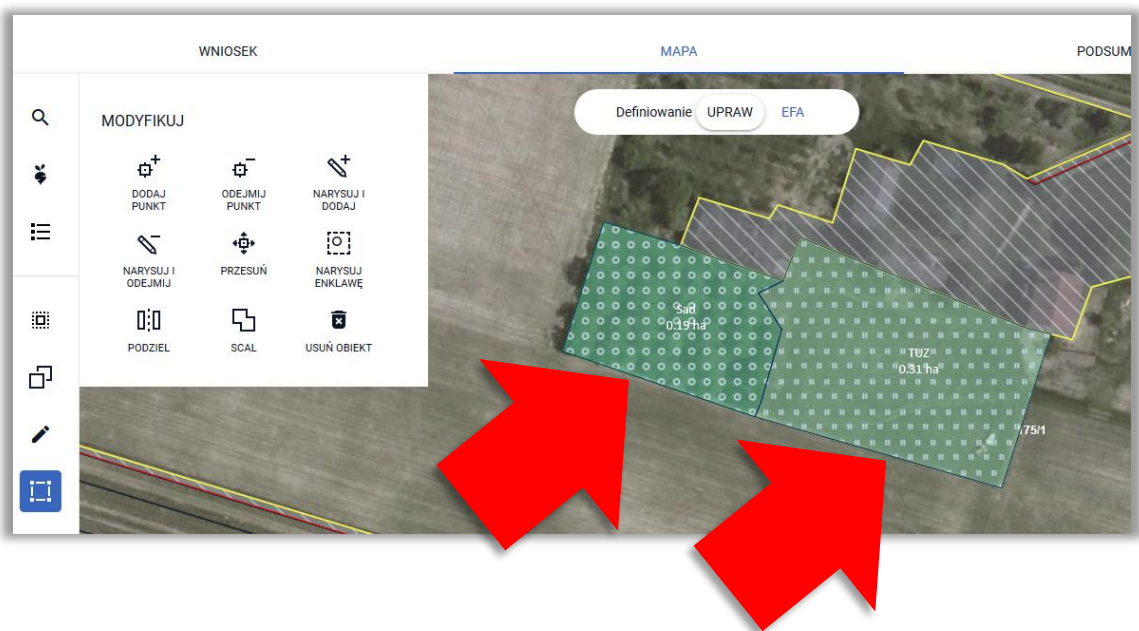 WNIOSEK
MAPA
PODSUM
MODYFIKUJ
Definiowanie UPRAW EFA
DODAJ
PUNKT
ODEJMIJ
PUNKT
NARYSUJ I
DODAJ
NARYSUJ I
ODEJMIJ
PRZESUŃ
NARYSUJ
ENKLAWĘ
PODZIEL
SCAL
USUŃ OBIEKT
Sad
0.19 ha
TUZ
0.31 ha
175/1